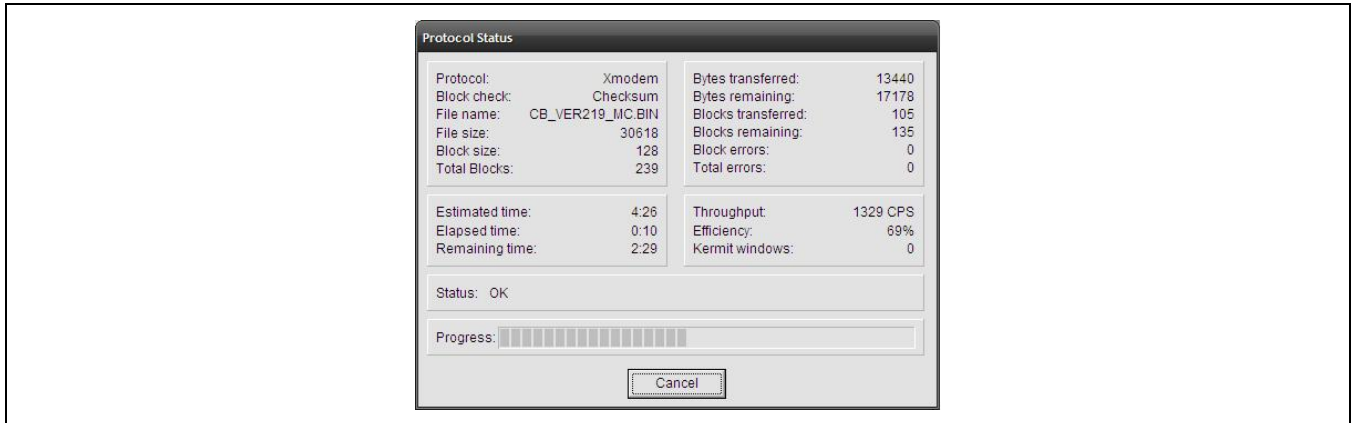 Protocol Status
Protocol: Xmodem
Block check: Checksum
File name: CB_VER219_MC.BIN
File size: 30618
Block size: 128
Total Blocks: 239
Bytes transferred: 13440
Bytes remaining: 17178
Blocks transferred: 105
Blocks remaining: 135
Block errors: 0
Total errors: 0
Estimated time: 4:26
Elapsed time: 0:10
Remaining time: 2:29
Throughput: 1329 CPS
Efficiency: 69%
Kermit windows: 0
Status: OK
Progress:
Cancel